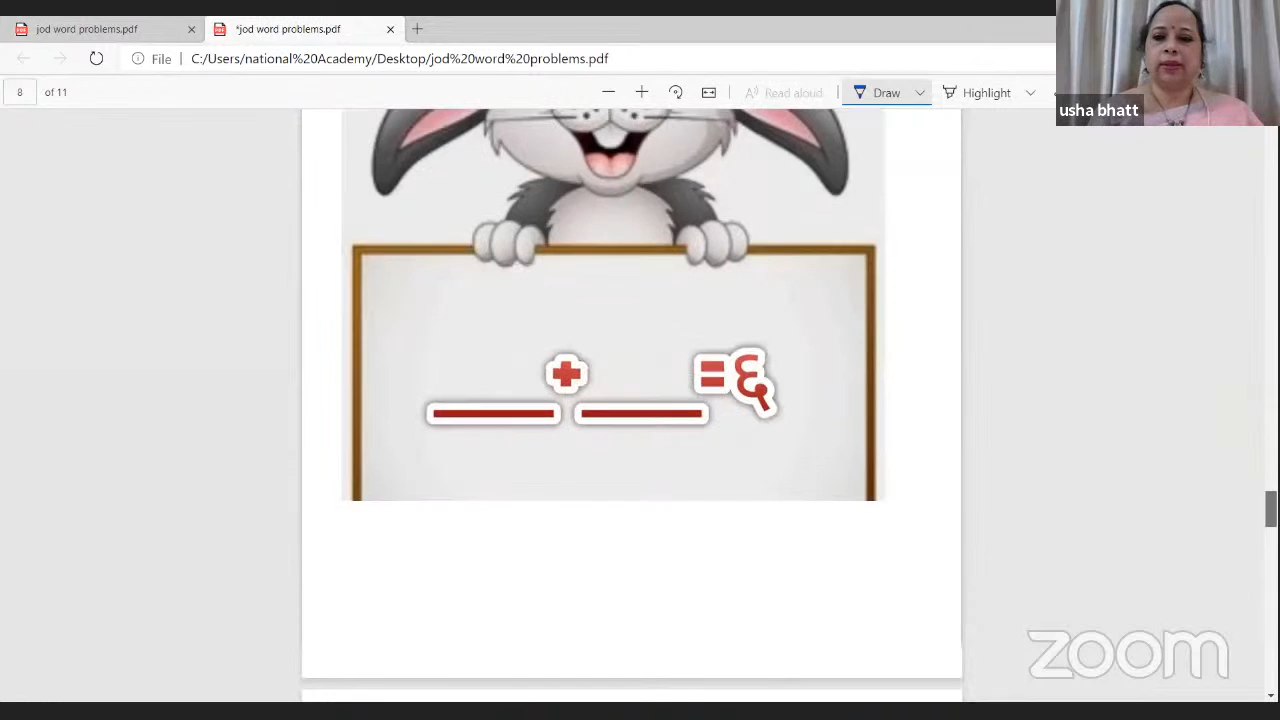 jod word problems.pdf
*jod word problems.pdf
File C:/Users/national%20Academy/Desktop/jod%20word%20problems.pdf
8 of 11
Read aloud
Draw
Highlight
usha bhatt
+ =६
zoom